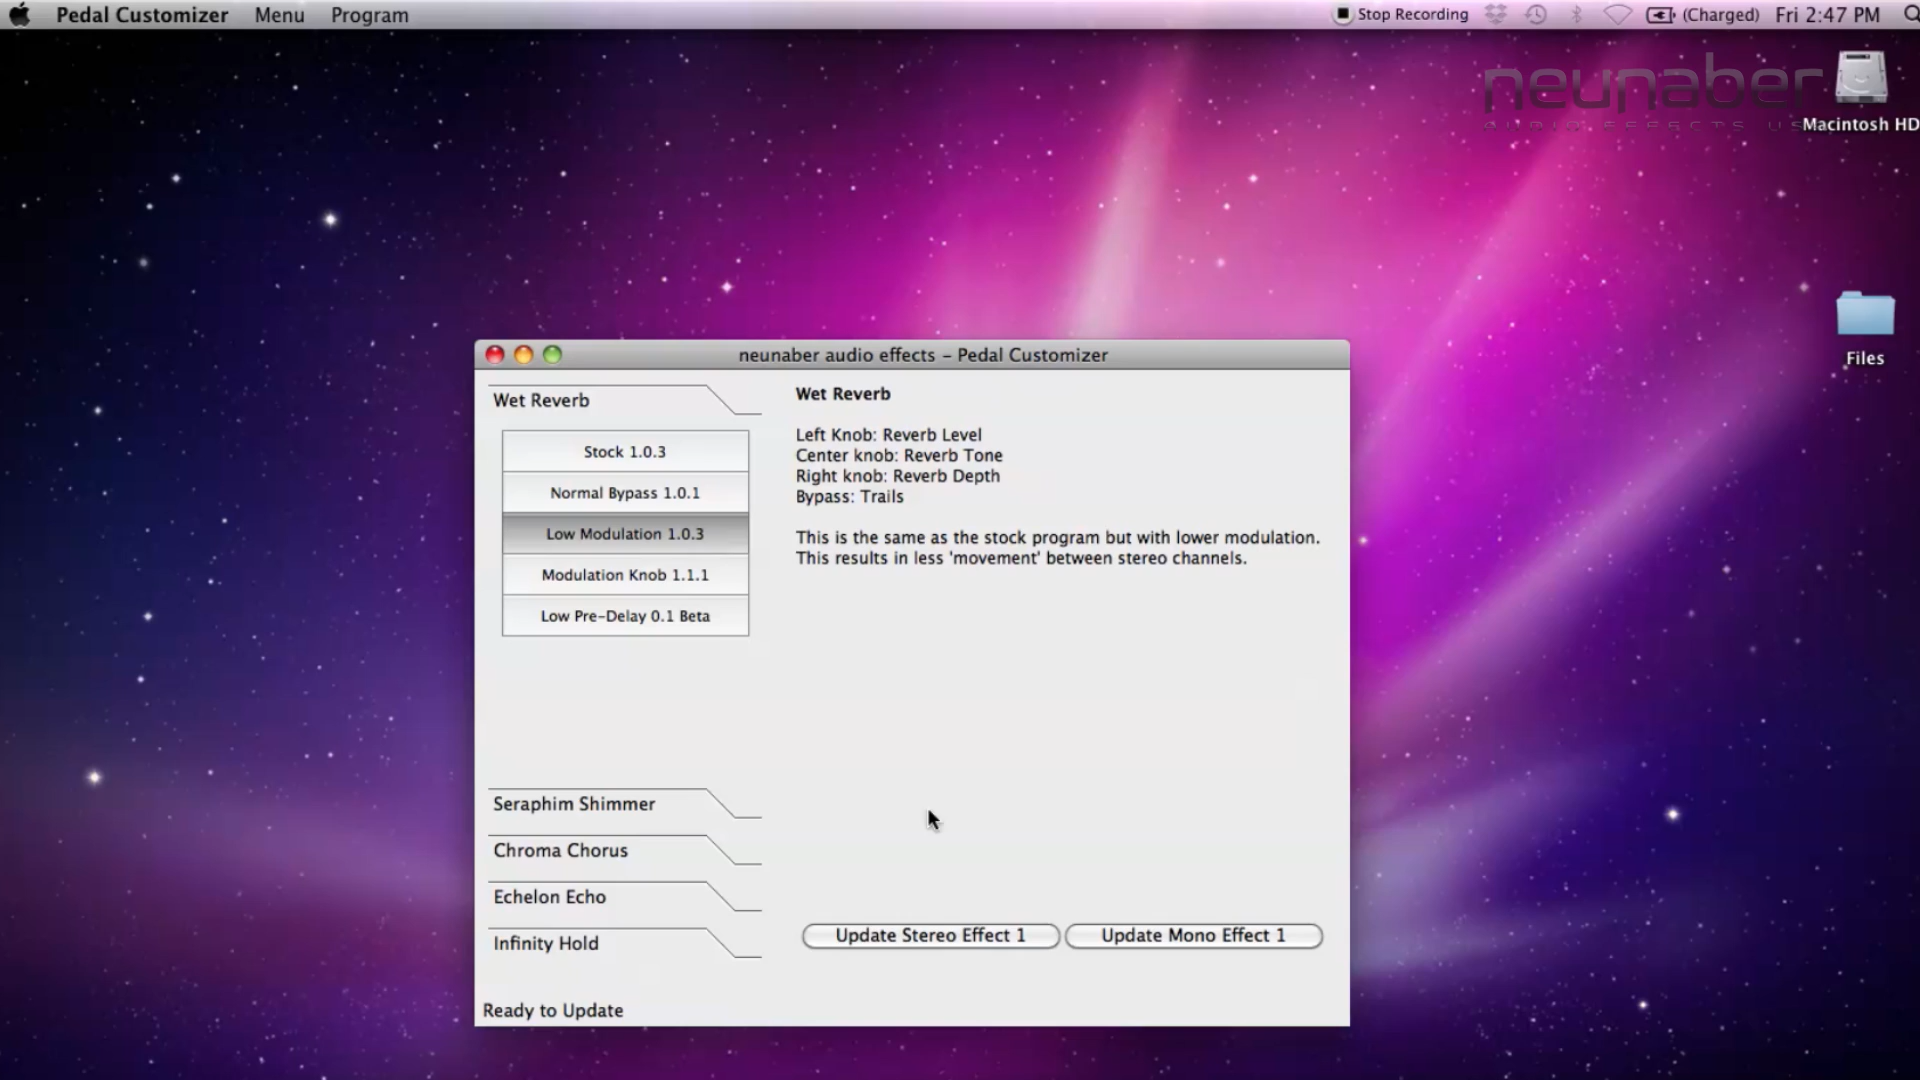 Pedal Customizer Menu Program Stop Recording (Charged) Fri 2:47 PM
neunaber
AUDIO EFFECTS US
Macintosh HD
Files
neunaber audio effects – Pedal Customizer
Wet Reverb
Stock 1.0.3
Normal Bypass 1.0.1
Low Modulation 1.0.3
Modulation Knob 1.1.1
Low Pre-Delay 0.1 Beta
Seraphim Shimmer
Chroma Chorus
Echelon Echo
Infinity Hold
Wet Reverb
Left Knob: Reverb Level
Center knob: Reverb Tone
Right knob: Reverb Depth
Bypass: Trails
This is the same as the stock program but with lower modulation.
This results in less 'movement' between stereo channels.
Update Stereo Effect 1 Update Mono Effect 1
Ready to Update